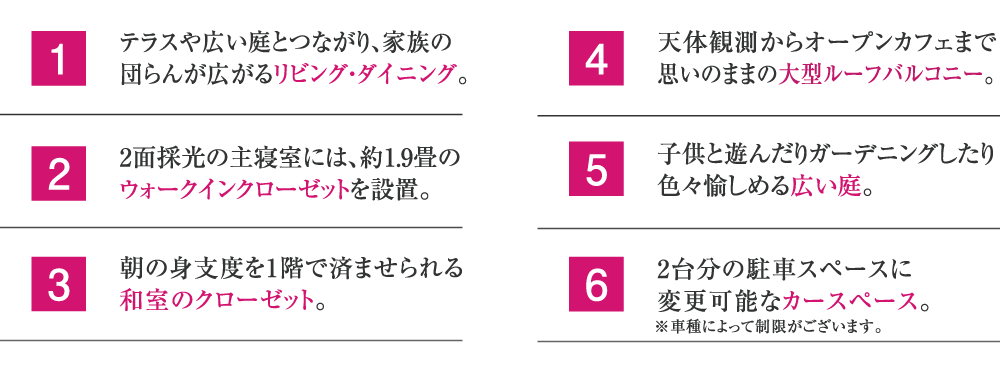 1
テラスや広い庭とつながり、家族の
団らんが広がるリビング・ダイニング。
2
2面採光の主寝室には、約1.9畳の
ウォークインクローゼットを設置。
3
朝の身支度を1階で済ませられる
和室のクローゼット。
4
天体観測からオープンカフェまで
思いのままの大型ルーフバルコニー。
5
子供と遊んだりガーデニングしたり
色々愉しめる広い庭。
6
2台分の駐車スペースに
変更可能なカースペース。
※車種によって制限がございます。